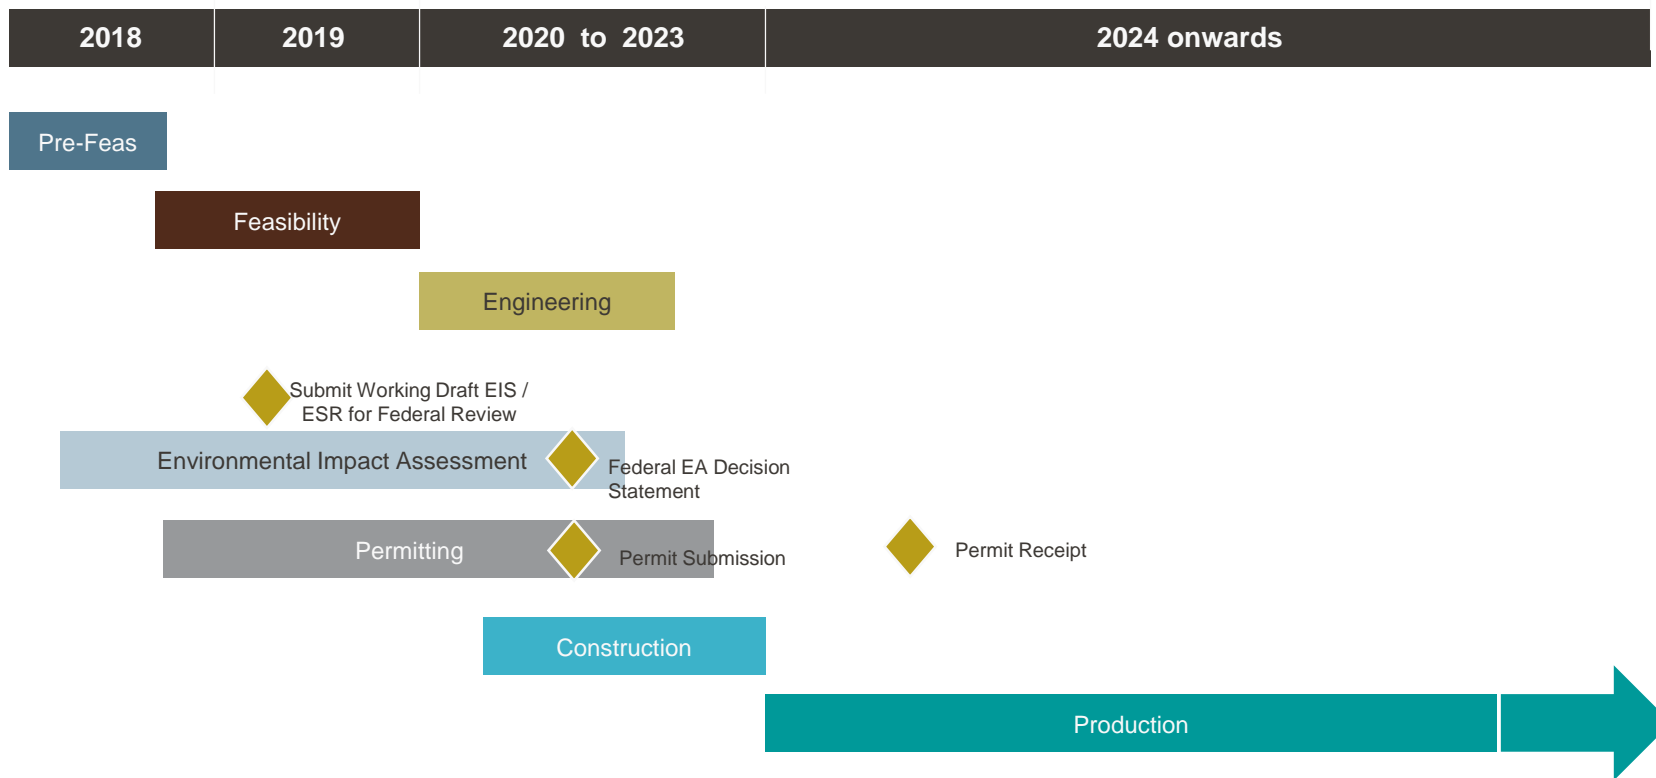 2018
2019
2020 to 2023
2024 onwards
Pre-Feas
Feasibility
Engineering
Submit Working Draft EIS /
ESR for Federal Review
Environmental Impact Assessment
Federal EA Decision
Statement
Permitting
Permit Submission
Permit Receipt
Construction
Production